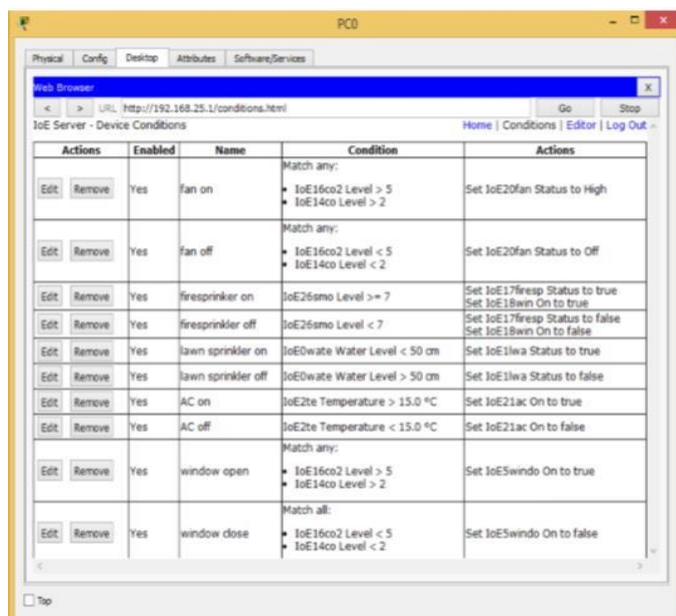 PC0
Physical Config Desktop Attributes Software/Services
Web Browser X
< > URL http://192.168.25.1/conditions.html Go Stop
IoE Server - Device Conditions Home | Conditions | Editor | Log Out
Actions Enabled Name Condition Actions
Match any:
Edit Remove Yes fan on • IoE16co2 Level > 5 Set IoE20fan Status to High
• IoE14co Level > 2
Match any:
Edit Remove Yes fan off • IoE16co2 Level < 5 Set IoE20fan Status to Off
• IoE14co Level < 2
Edit Remove Yes firesprinker on IoE26smo Level >= 7 Set IoE17firesp Status to true
Set IoE18win On to true
Edit Remove Yes firesprinkler off IoE26smo Level < 7 Set IoE17firesp Status to false
Set IoE18win On to false
Edit Remove Yes lawn sprinkler on IoE0wate Water Level < 50 cm Set IoE1lwa Status to true
Edit Remove Yes lawn sprinkler off IoE0wate Water Level > 50 cm Set IoE1lwa Status to false
Edit Remove Yes AC on IoE2te Temperature > 15.0 °C Set IoE21ac On to true
Edit Remove Yes AC off IoE2te Temperature < 15.0 °C Set IoE21ac On to false
Match any:
Edit Remove Yes window open • IoE16co2 Level > 5 Set IoE5windo On to true
• IoE14co Level > 2
Match all:
Edit Remove Yes window close • IoE16co2 Level < 5 Set IoE5windo On to false
• IoE14co Level < 2
Top